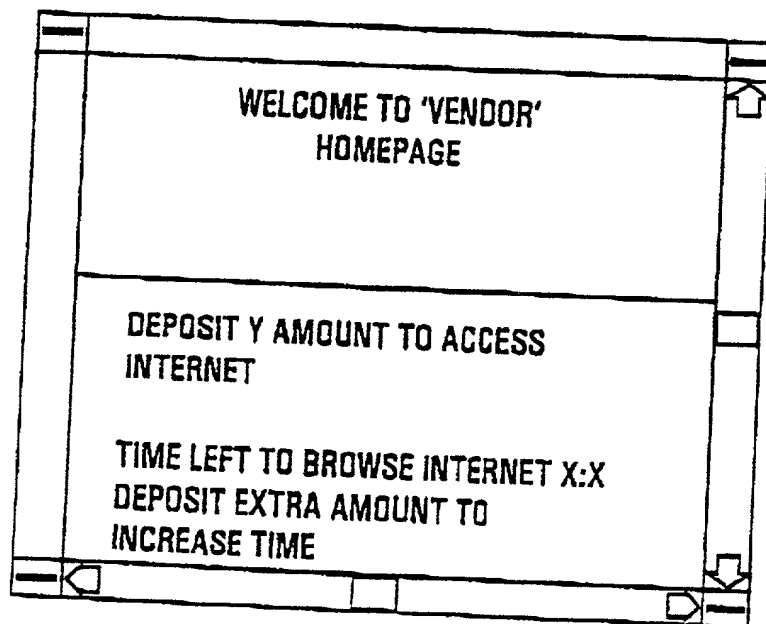 WELCOME TO 'VENDOR'
HOMEPAGE
DEPOSIT Y AMOUNT TO ACCESS
INTERNET
TIME LEFT TO BROWSE INTERNET X:X
DEPOSIT EXTRA AMOUNT TO
INCREASE TIME